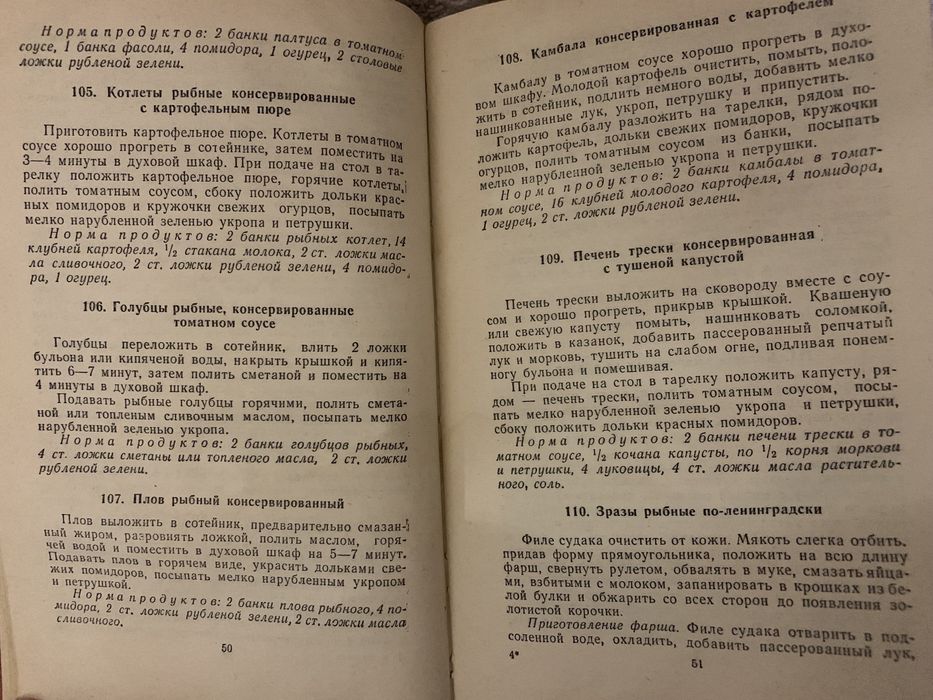 Норма продуктов: 2 банки палтуса в томатном
соусе, 1 банка фасоли, 4 помидора, 1 огурец, 2 столовые
ложки рубленой зелени.
105. Котлеты рыбные консервированные
с картофельным пюре
Приготовить картофельное пюре. Котлеты в томатном
соусе хорошо прогреть в сотейнике, затем поместить на
3—4 минуты в духовой шкаф. При подаче на стол в та-
релку положить картофельное пюре, горячие котлеты,
полить томатным соусом, сбоку положить дольки крас-
ных помидоров и кружочки свежих огурцов, посыпать
мелко нарубленной зеленью укропа и петрушки.
Норма продуктов: 2 банки рыбных котлет, 14
клубней картофеля, ½ стакана молока, 2 ст. ложки мас-
ла сливочного, 2 ст. ложки рубленой зелени, 4 помидо-
ра, 1 огурец.
106. Голубцы рыбные, консервированные
томатном соусе
Голубцы переложить в сотейник, влить 2 ложки
бульона или кипяченой воды, накрыть крышкой и кипя-
тить 6—7 минут, затем полить сметаной и поместить на
4 минуты в духовой шкаф.
Подавать рыбные голубцы горячими, полить смета-
ной или топленым сливочным маслом, посыпать мелко
нарубленной зеленью укропа.
Норма продуктов: 2 банки голубцов рыбных,
4 ст. ложки сметаны или топленого масла, 2 ст. ложки
рубленой зелени.
107. Плов рыбный консервированный
Плов выложить в сотейник, предварительно смазан-
ный жиром, разровнять ложкой, полить маслом, горя-
чей водой и поместить в духовой шкаф на 5—7 минут.
Подавать плов в горячем виде, украсить дольками све-
жих помидоров, посыпать мелко нарубленным укропом
и петрушкой.
Норма продуктов: 2 банки плова рыбного, 4 по-
мидора, 2 ст. ложки рубленой зелени, 2 ст. ложки масла
сливочного.
50
108. Камбала консервированная с картофелем
Камбалу в томатном соусе хорошо прогреть в духо-
вом шкафу. Молодой картофель очистить, помыть, поло-
жить в сотейник, подлить немного воды, добавить мелко
нашинкованные лук, укроп, петрушку и припустить.
Горячую камбалу разложить на тарелки, рядом по-
ложить картофель, дольки свежих помидоров, кружочки
огурцов, полить томатным соусом из банки, посыпать
мелко нарубленной зеленью укропа и петрушки.
Норма продуктов: 2 банки камбалы в томат-
ном соусе, 16 клубней молодого картофеля, 4 помидора,
1 огурец, 2 ст. ложки рубленой зелени.
109. Печень трески консервированная
с тушеной капустой
Печень трески выложить на сковороду вместе с соу-
сом и хорошо прогреть, прикрыв крышкой. Квашеную
или свежую капусту помыть, нашинковать соломкой,
положить в казанок, добавить пассерованный репчатый
лук и морковь, тушить на слабом огне, подливая понем-
ногу бульона и помешивая.
При подаче на стол в тарелку положить капусту, ря-
дом — печень трески, полить томатным соусом, посы-
пать мелко нарубленной зеленью укропа и петрушки,
сбоку положить дольки красных помидоров.
Норма продуктов: 2 банки печени трески в то-
матном соусе, ½ кочана капусты, по ½ корня моркови
и петрушки, 4 луковицы, 4 ст. ложки масла раститель-
ного, соль.
110. Зразы рыбные по-ленинградски
Филе судака очистить от кожи. Мякоть слегка отбить,
придав форму прямоугольника, положить на всю длину
фарш, свернуть рулетом, обвалять в муке, смазать яйца-
ми, взбитыми с молоком, запанировать в крошках из бе-
лой булки и обжарить со всех сторон до появления зо-
лотистой корочки.
Приготовление фарша. Филе судака отварить в под-
соленной воде, охладить, добавить пассерованный лук,
4*
51